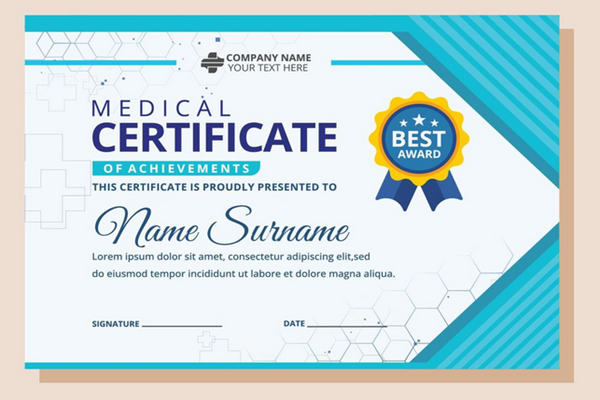 COMPANY NAME
YOUR TEXT HERE
MEDICAL
CERTIFICATE
OF ACHIEVEMENTS
THIS CERTIFICATE IS PROUDLY PRESENTED TO
Name Surname
Lorem ipsum dolor sit amet, consectetur adipiscing elit,sed
do eiusmod tempor incididunt ut labore et dolore magna aliqua.
SIGNATURE
DATE
BEST
AWARD